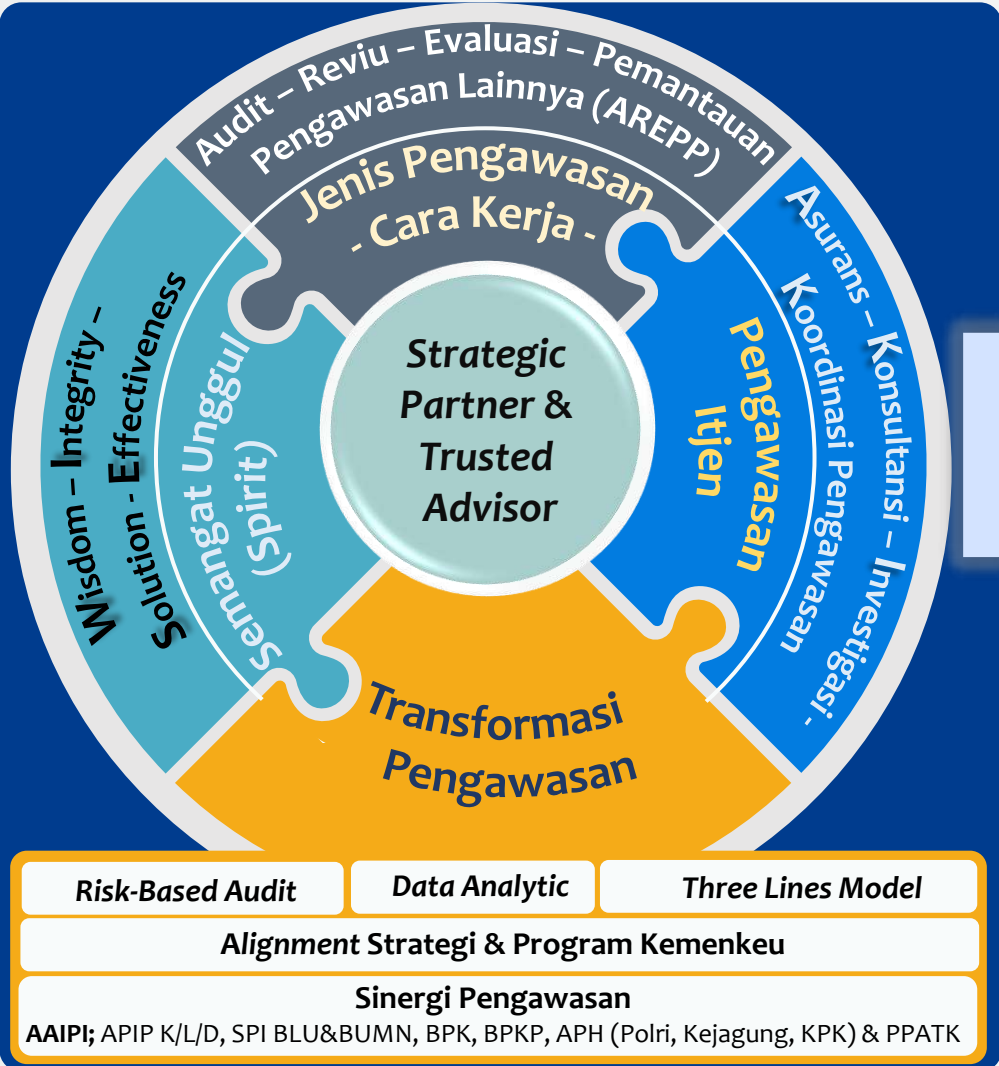 Audit – Reviu – Evaluasi – Pemantauan
Pengawasan Lainnya (AREPP)
Jenis Pengawasan
- Cara Kerja -
Asurans – Konsultansi – Investigasi -
Koordinasi Pengawasan
Pengawasan
Itjen
Wisdom – Integrity –
Solution - Effectiveness
Semangat Unggul
(Spirit)
Strategic
Partner &
Trusted
Advisor
Transformasi
Pengawasan
Risk-Based Audit
Data Analytic
Three Lines Model
Alignment Strategi & Program Kemenkeu
Sinergi Pengawasan
AAIPI; APIP K/L/D, SPI BLU&BUMN, BPK, BPKP, APH (Polri, Kejagung, KPK) & PPATK